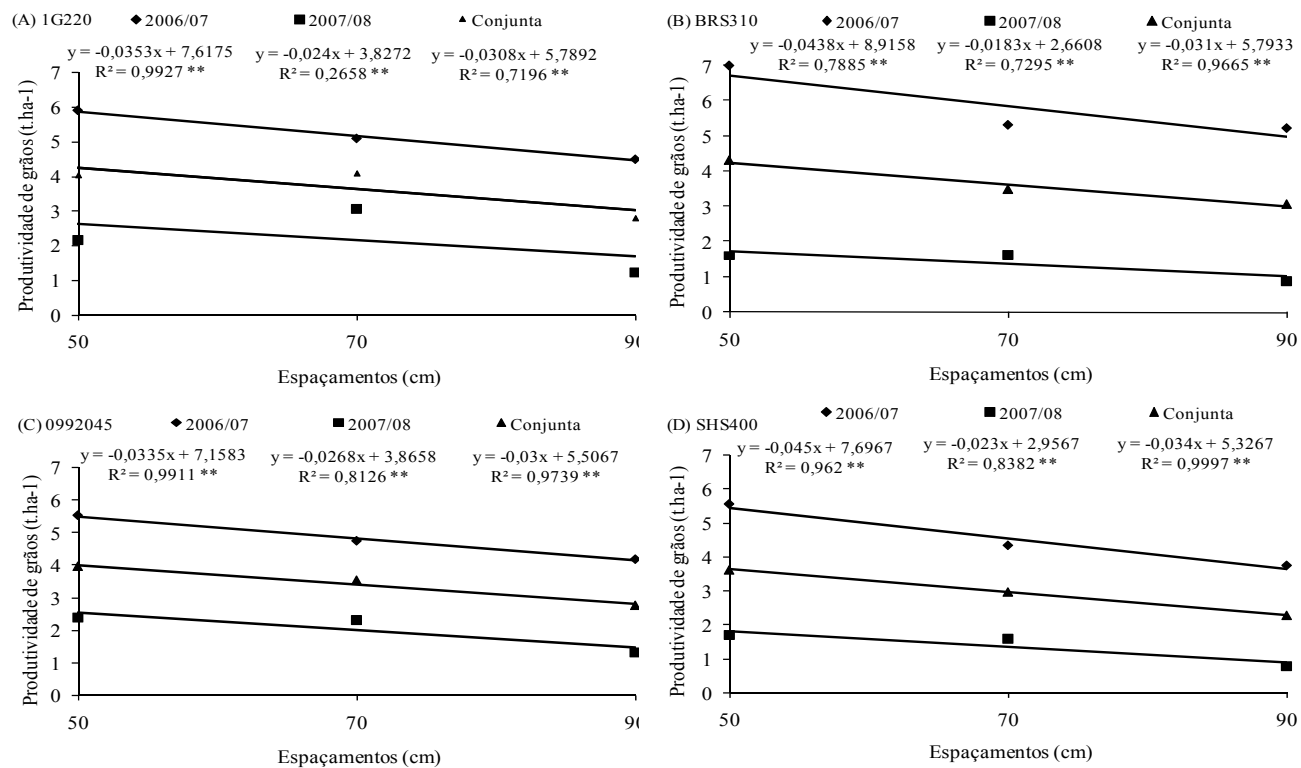 (A) 1G220 2006/07 2007/08 Conjunta
y = -0,0353x + 7,6175 y = -0,024x + 3,8272 y = -0,0308x + 5,7892
R² = 0,9927 ** R² = 0,2658 ** R² = 0,7196 **
Produtividade de grãos (t.ha-1)
7
6
5
4
3
2
1
0
50 70 90
Espaçamentos (cm)
(B) BRS310 2006/07 2007/08 Conjunta
y = -0,0438x + 8,9158 y = -0,0183x + 2,6608 y = -0,031x + 5,7933
R² = 0,7885 ** R² = 0,7295 ** R² = 0,9665 **
Produtividade de grãos (t.ha-1)
7
6
5
4
3
2
1
0
50 70 90
Espaçamentos (cm)
(C) 0992045 2006/07 2007/08 Conjunta
y = -0,0335x + 7,1583 y = -0,0268x + 3,8658 y = -0,03x + 5,5067
R² = 0,9911 ** R² = 0,8126 ** R² = 0,9739 **
Produtividade de grãos (t.ha-1)
7
6
5
4
3
2
1
0
50 70 90
Espaçamentos (cm)
(D) SHS400 2006/07 2007/08 Conjunta
y = -0,045x + 7,6967 y = -0,023x + 2,9567 y = -0,034x + 5,3267
R² = 0,962 ** R² = 0,8382 ** R² = 0,9997 **
Produtividade de grãos (t.ha-1)
7
6
5
4
3
2
1
0
50 70 90
Espaçamentos (cm)